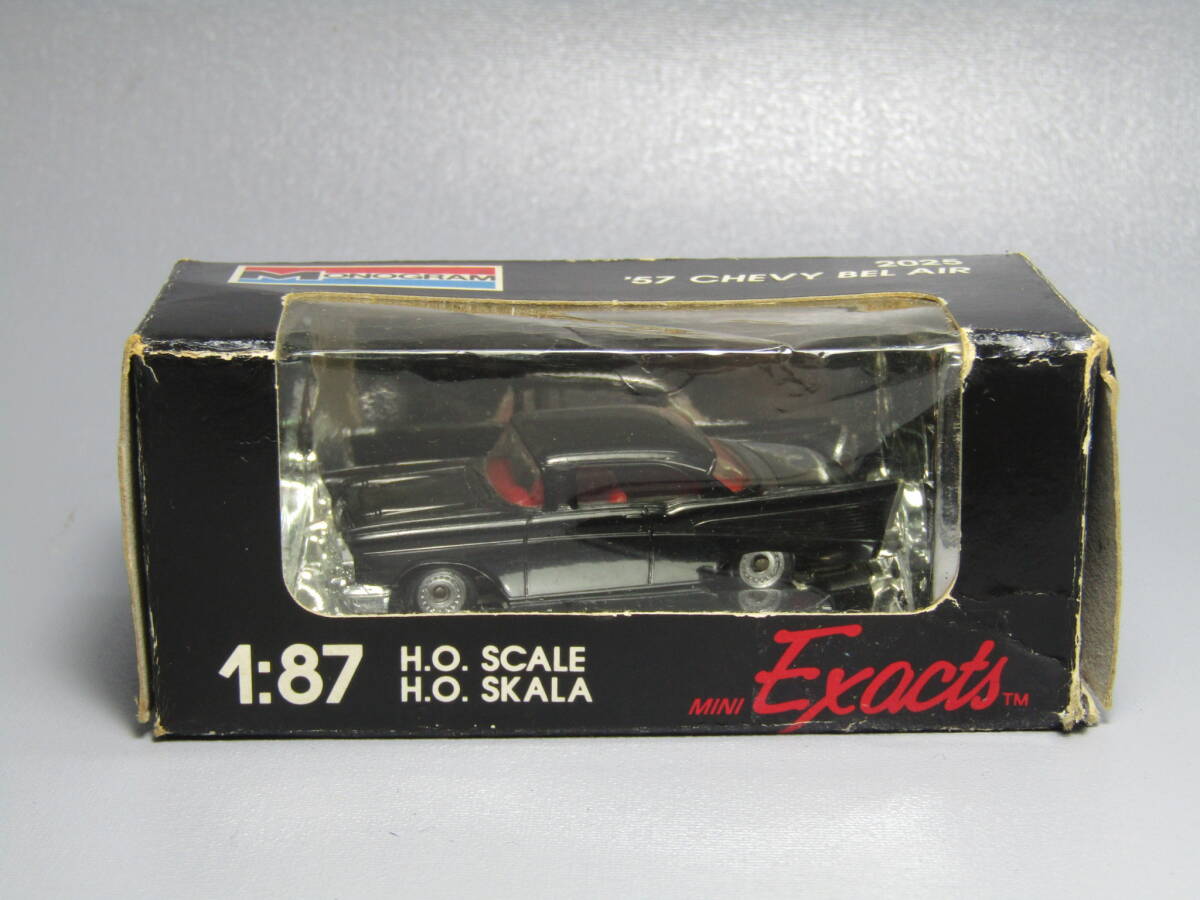 MONOGRAM
2025
'57 CHEVY BEL AIR
1:87
H.O. SCALE
H.O. SKALA
MINI Exacts™